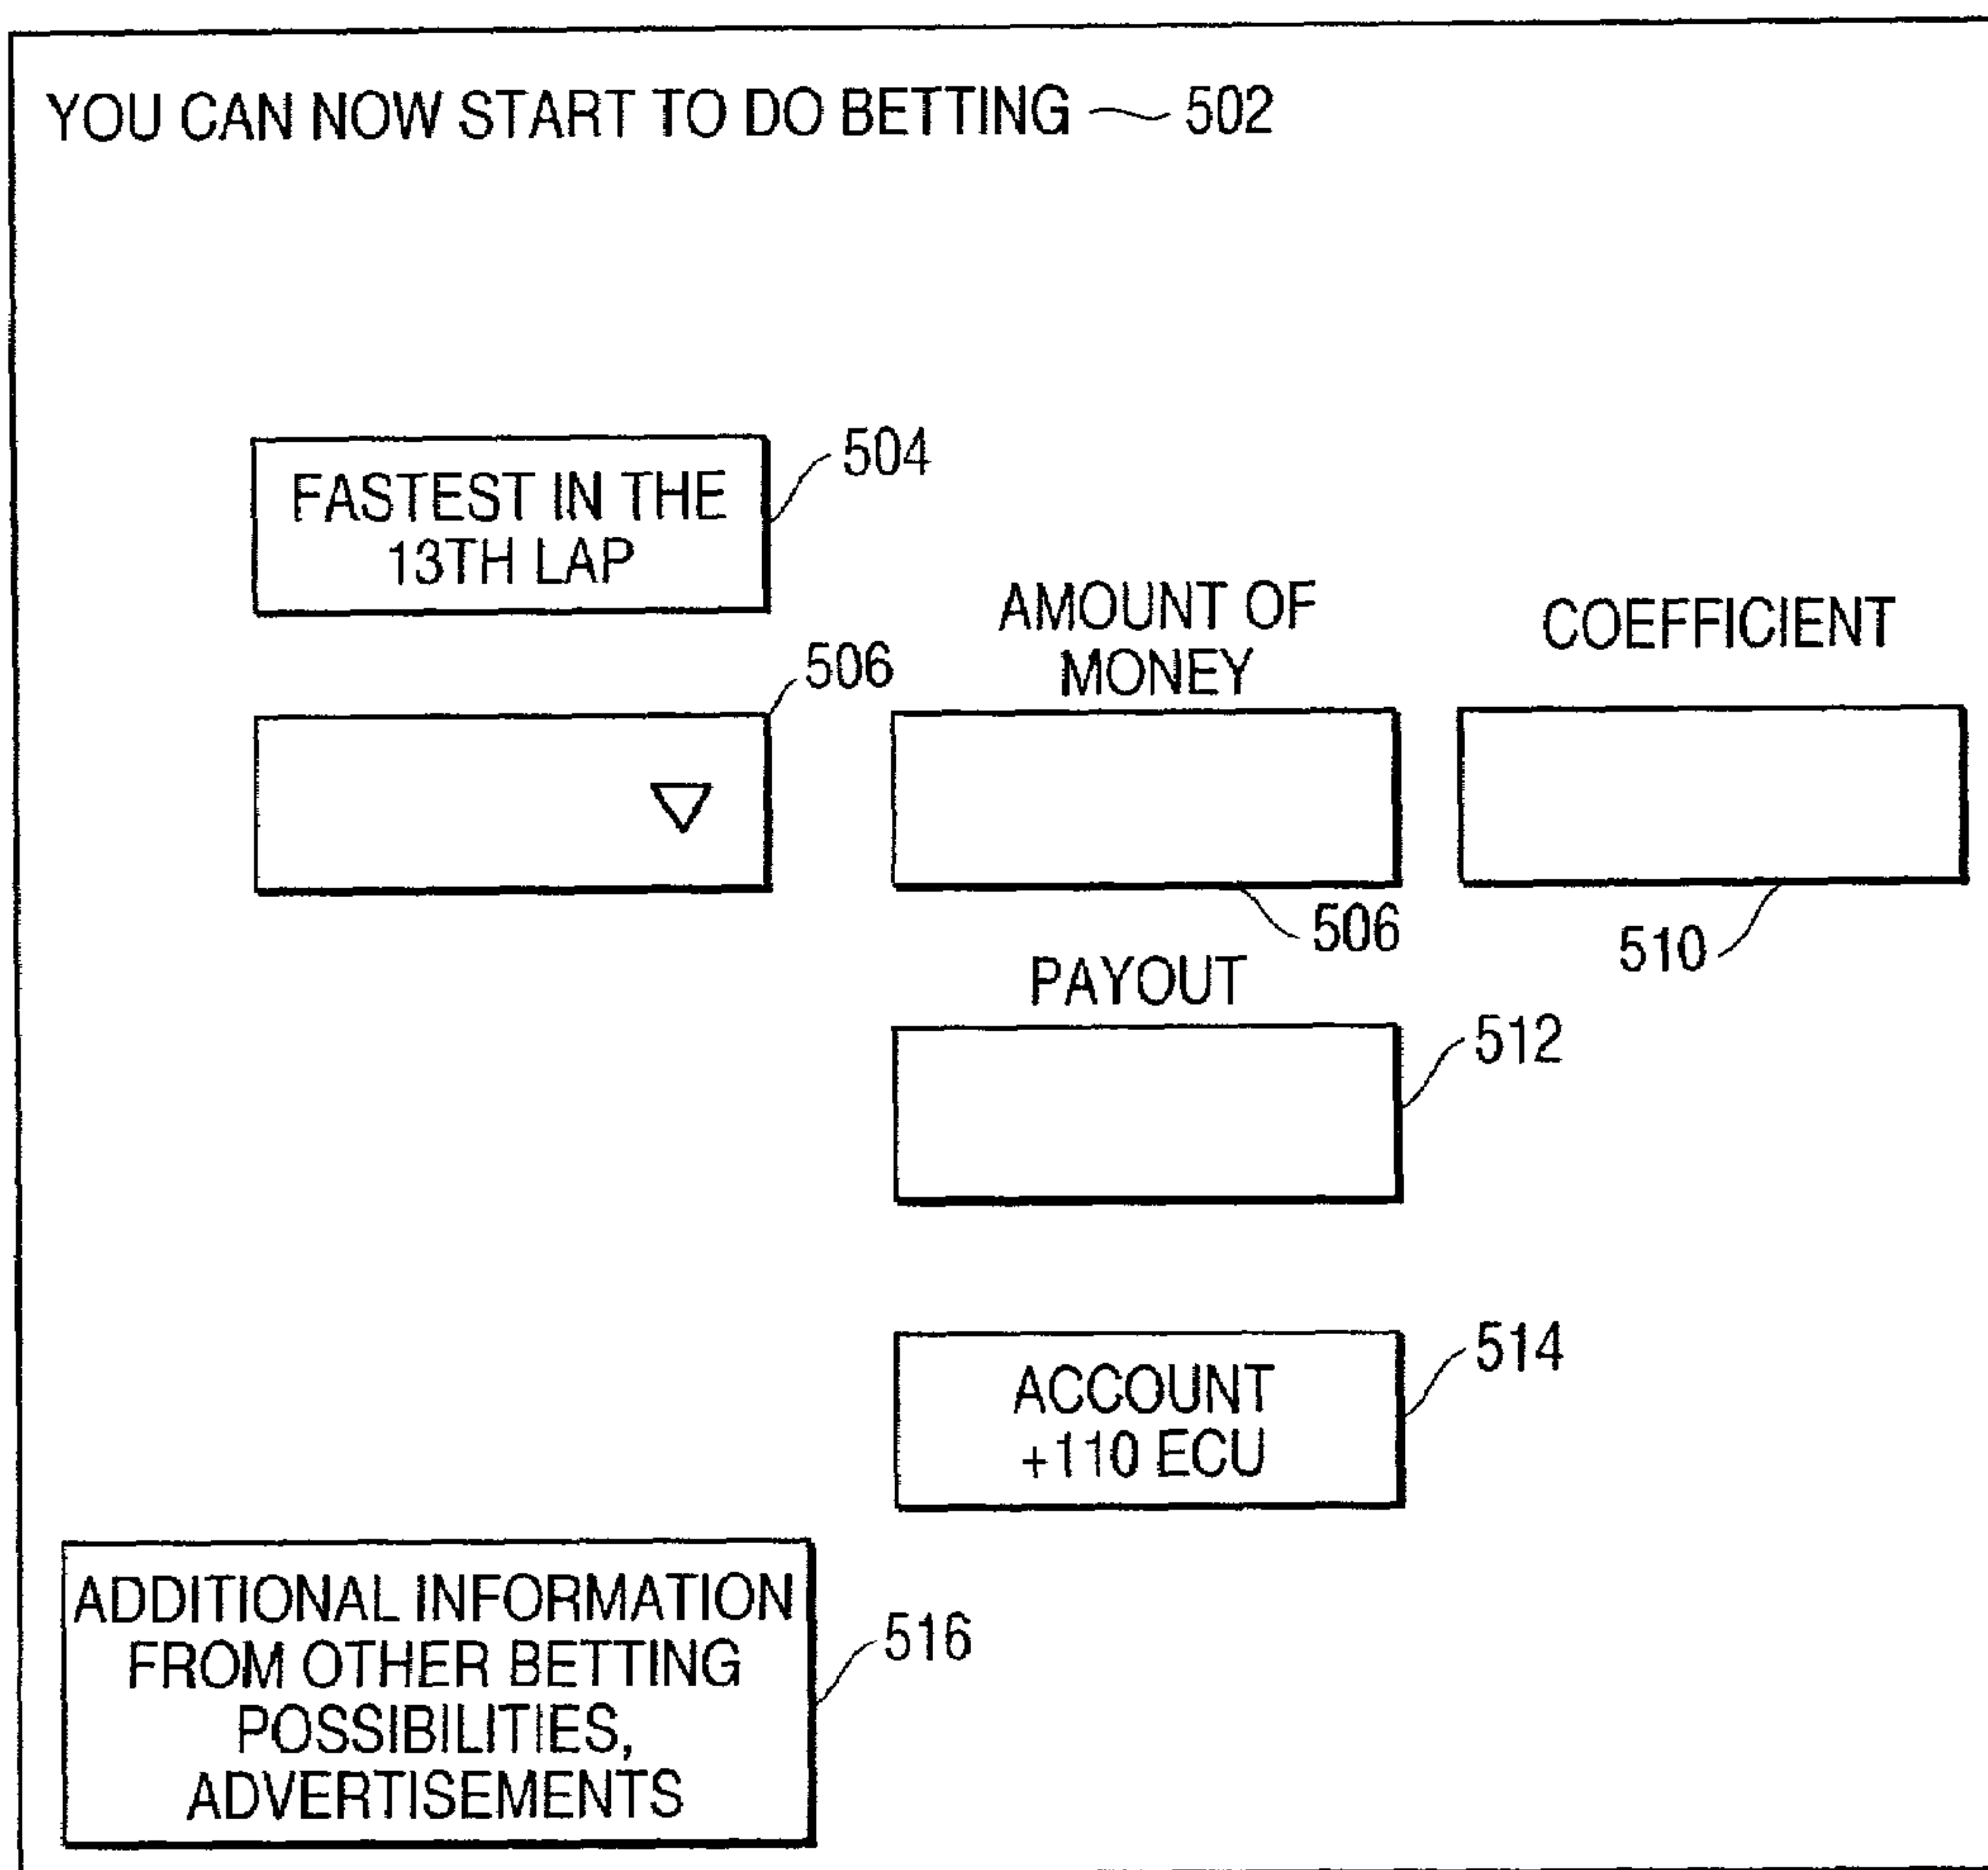 YOU CAN NOW START TO DO BETTING 502
504
FASTEST IN THE
13TH LAP
506
AMOUNT OF
MONEY
COEFFICIENT
506
510
PAYOUT
512
514
ACCOUNT
+110 ECU
ADDITIONAL INFORMATION
FROM OTHER BETTING
POSSIBILITIES,
ADVERTISEMENTS
516